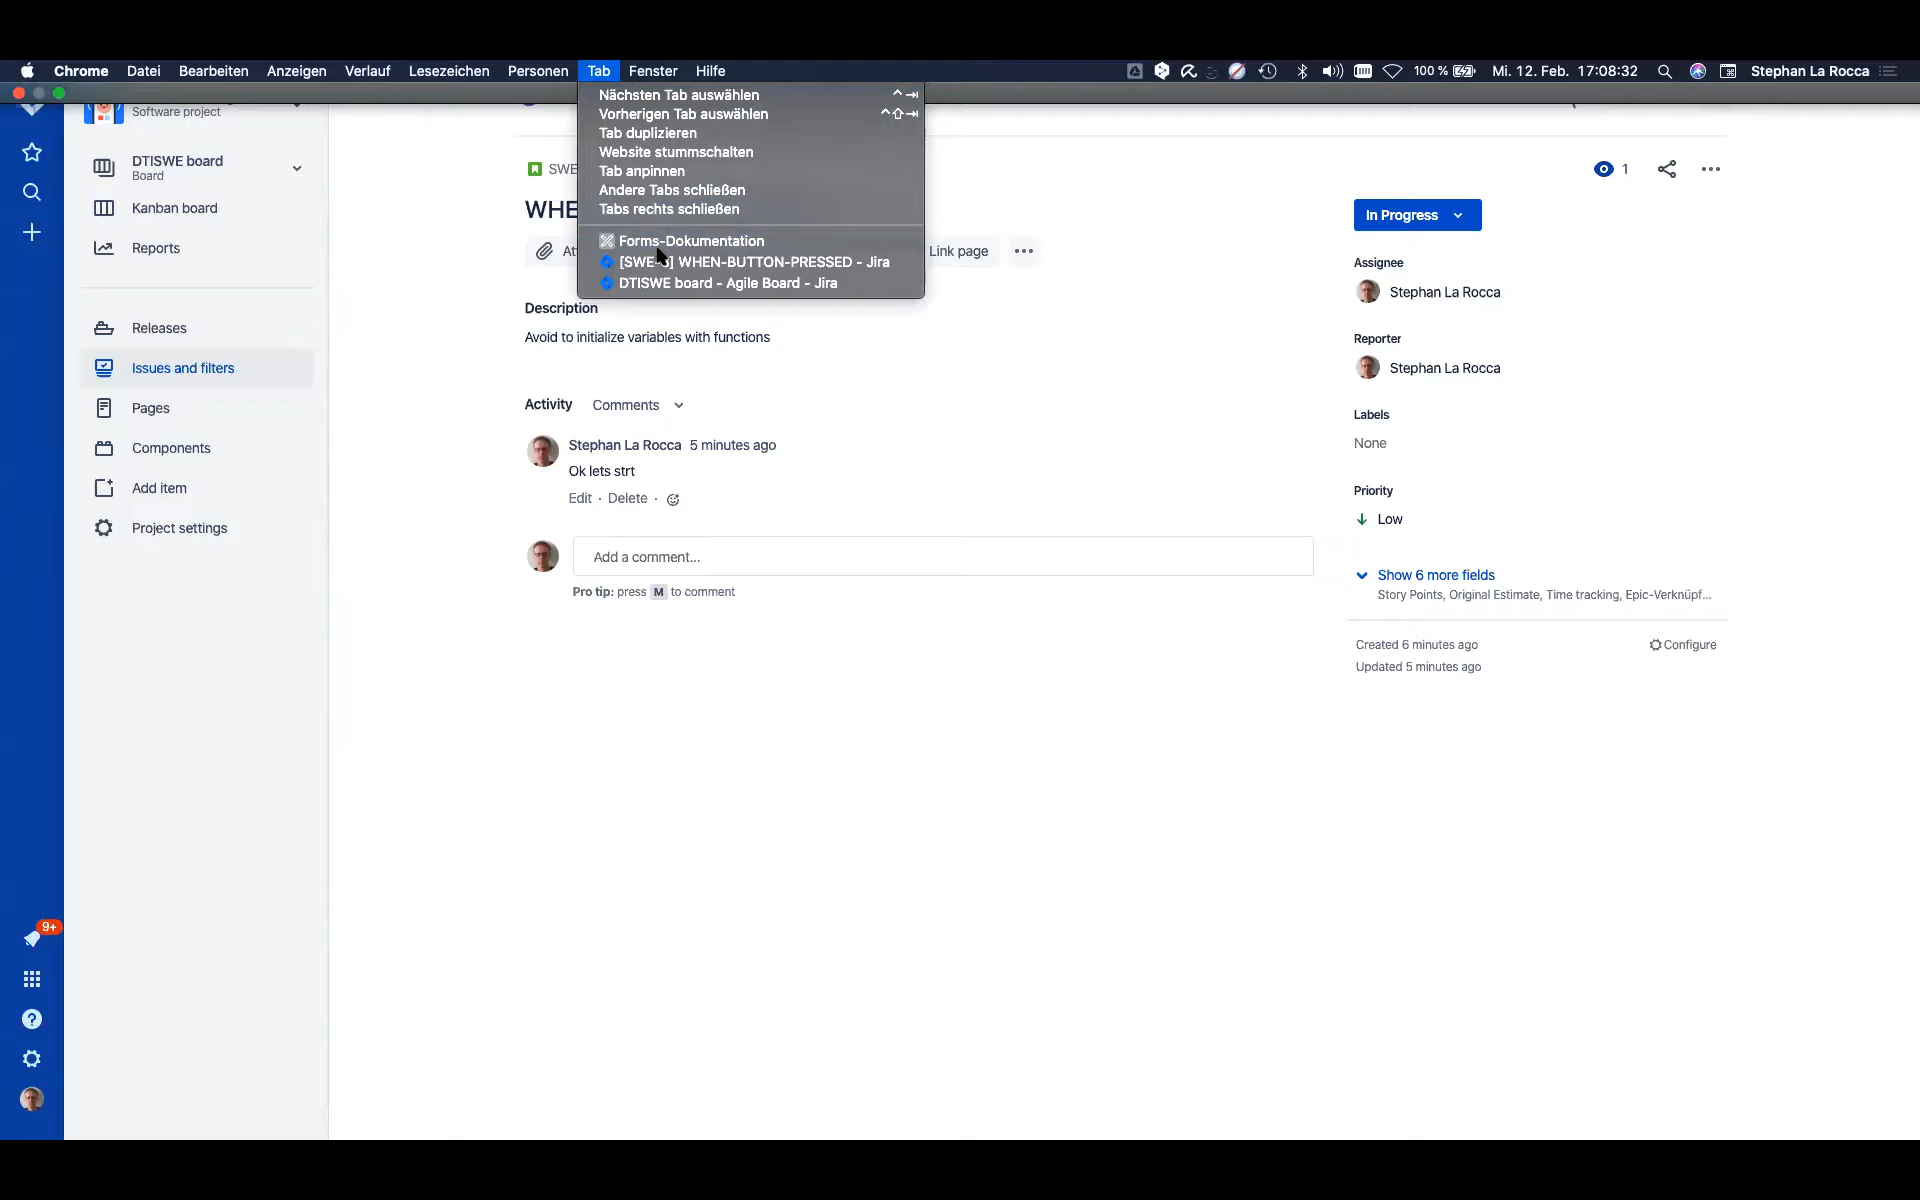 Chrome Datei Bearbeiten Anzeigen Verlauf Lesezeichen Personen Tab Fenster Hilfe 100 % Mi. 12. Feb. 17:08:32 Stephan La Rocca
Software project
DTISWE board
Board
Kanban board
Reports
Releases
Issues and filters
Pages
Components
Add item
Project settings
9+
Nächsten Tab auswählen
Vorherigen Tab auswählen
Tab duplizieren
Website stummschalten
Tab anpinnen
Andere Tabs schließen
Tabs rechts schließen
Forms-Dokumentation
WHEN-BUTTON-PRESSED - Jira
DTISWE board - Agile Board - Jira
SWE
WHE
At
Link page
Description
Avoid to initialize variables with functions
Activity Comments
Stephan La Rocca 5 minutes ago
Ok lets strt
Edit · Delete ·
Add a comment...
Pro tip: press M to comment
1
In Progress
Assignee
Stephan La Rocca
Reporter
Stephan La Rocca
Labels
None
Priority
Low
Show 6 more fields
Story Points, Original Estimate, Time tracking, Epic-Verknüpf...
Created 6 minutes ago
Configure
Updated 5 minutes ago